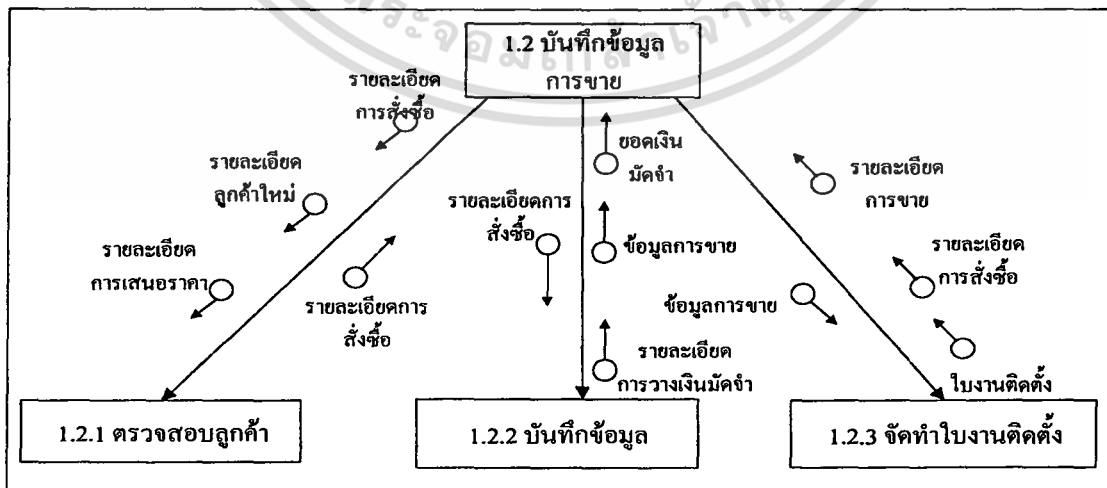 1.2 บันทึกข้อมูล
การขาย
รายละเอียด
การสั่งซื้อ
รายละเอียด
ลูกค้าใหม่
รายละเอียด
การเสนอราคา
รายละเอียดการ
สั่งซื้อ
รายละเอียดการ
สั่งซื้อ
ยอดเงิน
มัดจำ
ข้อมูลการขาย
รายละเอียด
การวางเงินมัดจำ
ข้อมูลการขาย
รายละเอียด
การขาย
รายละเอียด
การสั่งซื้อ
ใบงานติดตั้ง
1.2.1 ตรวจสอบลูกค้า
1.2.2 บันทึกข้อมูล
1.2.3 จัดทำใบงานติดตั้ง